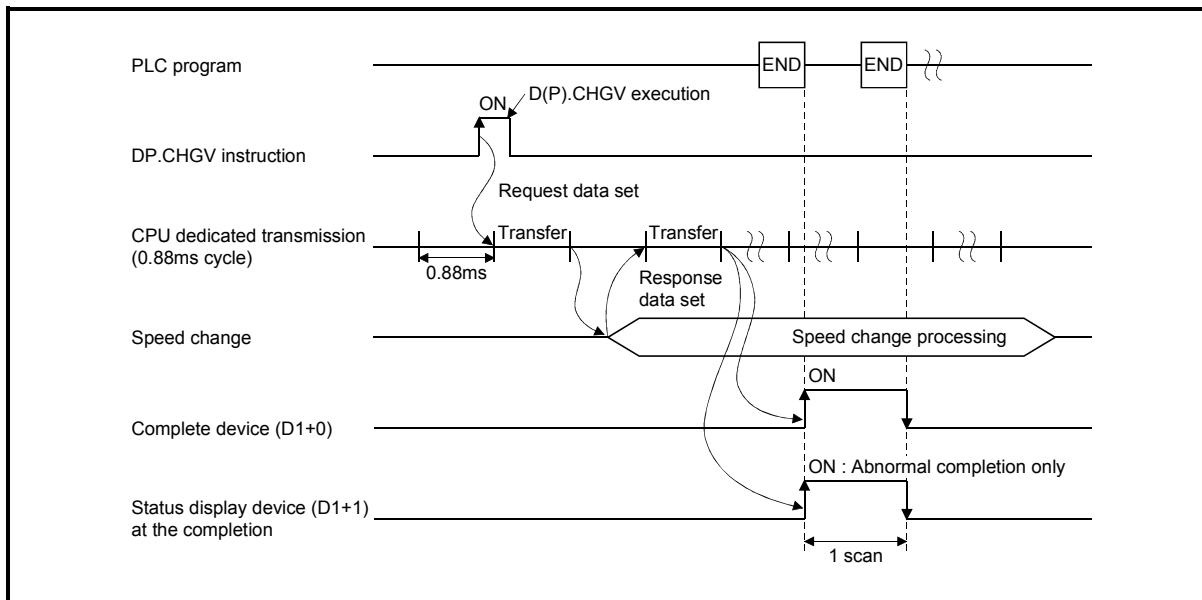 PLC program
END
END
ON
D(P).CHGV execution
DP.CHGV instruction
Request data set
CPU dedicated transmission
(0.88ms cycle)
Transfer
Transfer
0.88ms
Response
data set
Speed change
Speed change processing
ON
Complete device (D1+0)
ON : Abnormal completion only
Status display device (D1+1)
at the completion
1 scan